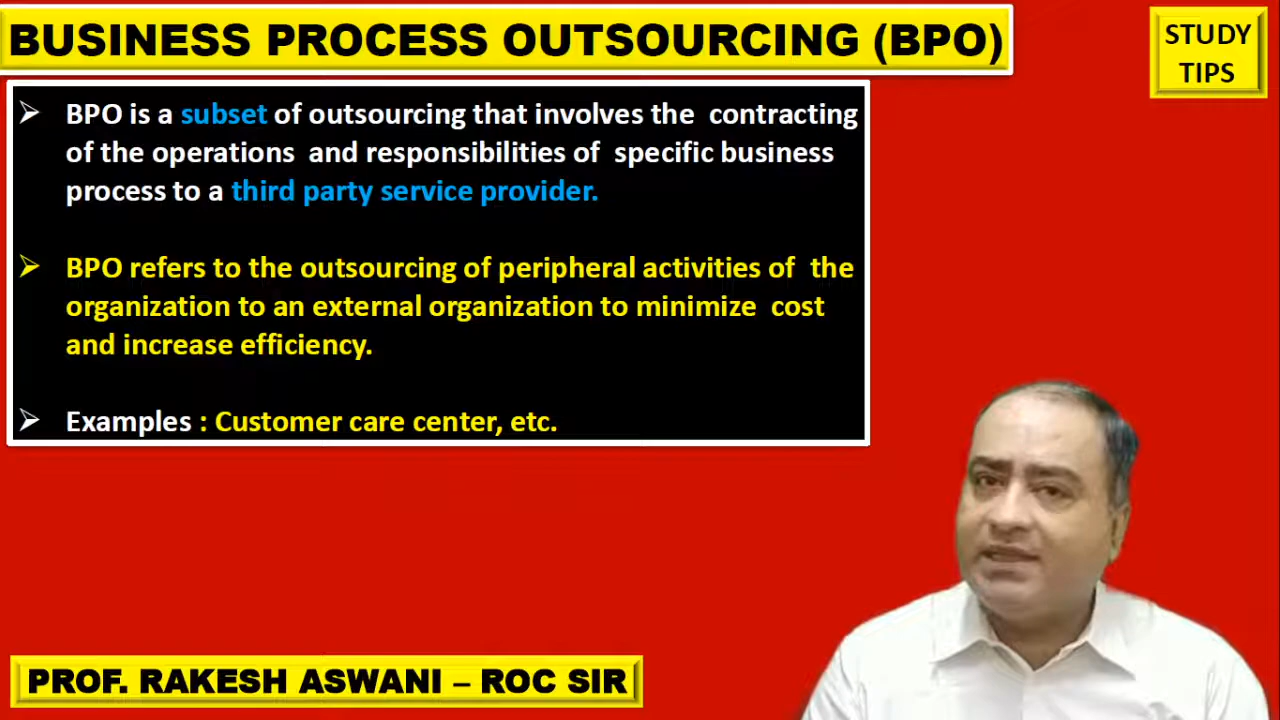 BUSINESS PROCESS OUTSOURCING (BPO)
STUDY
TIPS
BPO is a subset of outsourcing that involves the contracting
of the operations and responsibilities of specific business
process to a third party service provider.
BPO refers to the outsourcing of peripheral activities of the
organization to an external organization to minimize cost
and increase efficiency.
Examples : Customer care center, etc.
PROF. RAKESH ASWANI – ROC SIR